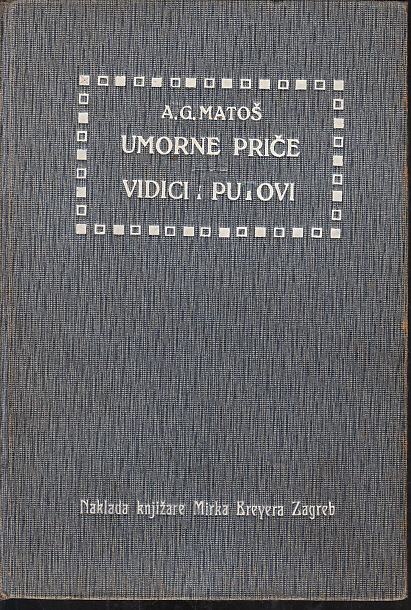 A. G. MATOŠ
UMORNE PRIČE
VIDICI I PUTOVI
Naklada knjižare Mirka Breyera Zagreb